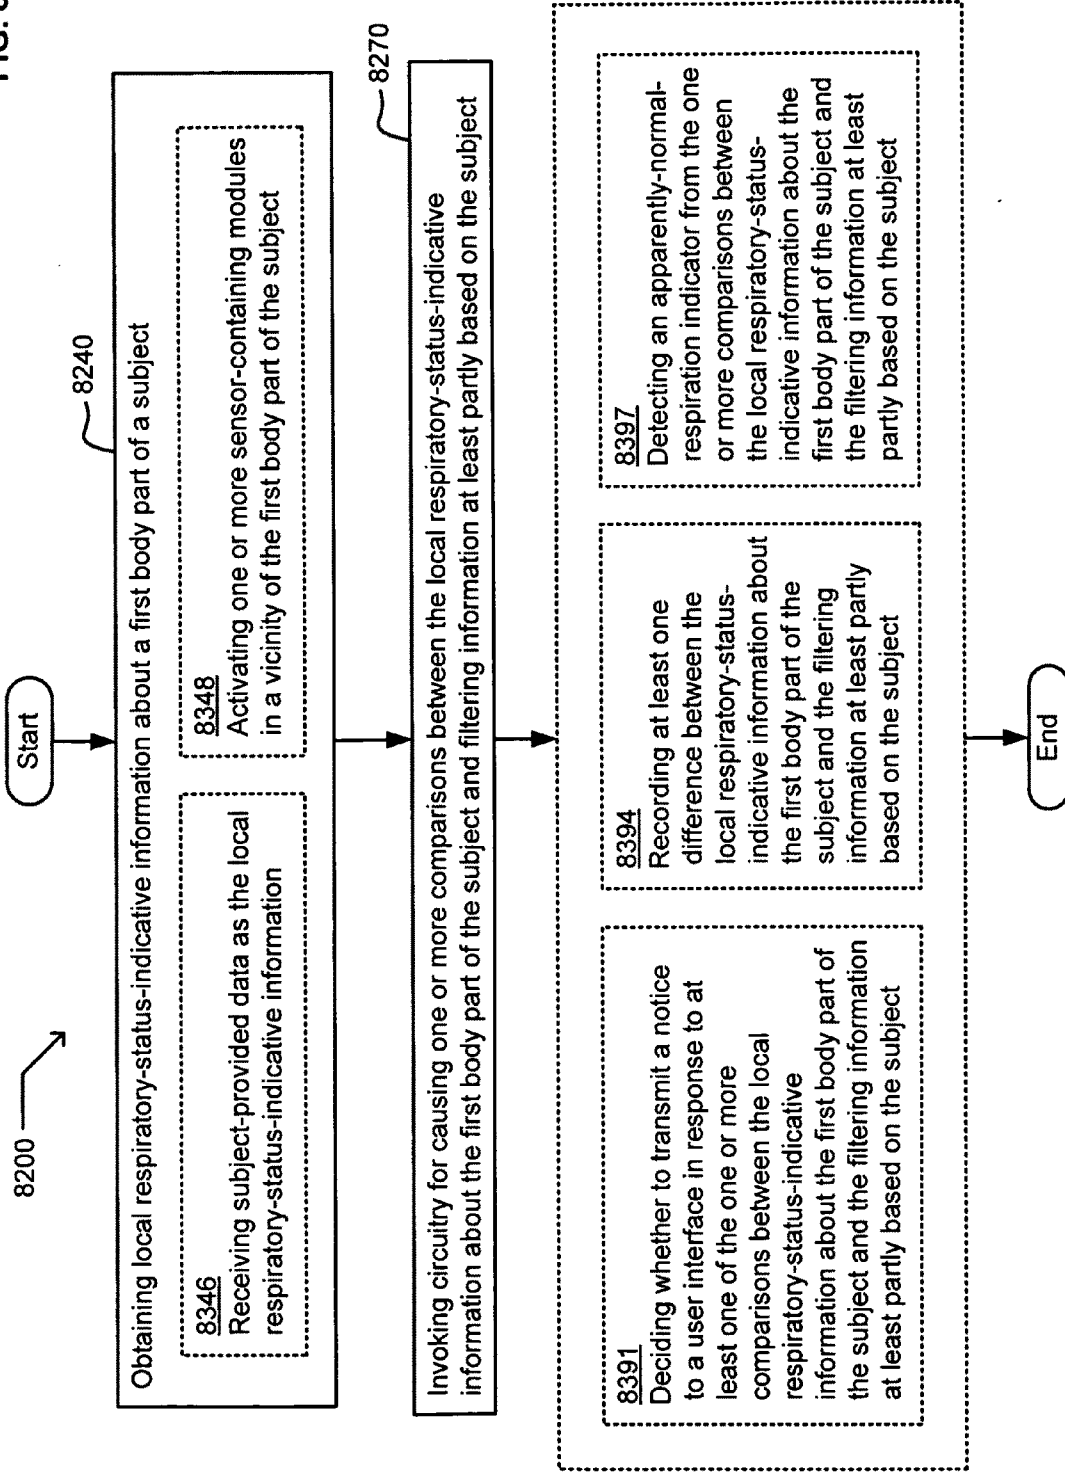 8200
Start
8240
Obtaining local respiratory-status-indicative information about a first body part of a subject
8346
Receiving subject-provided data as the local
respiratory-status-indicative information
8348
Activating one or more sensor-containing modules
in a vicinity of the first body part of the subject
8270
Invoking circuitry for causing one or more comparisons between the local respiratory-status-indicative
information about the first body part of the subject and filtering information at least partly based on the subject
8391
Deciding whether to transmit a notice
to a user interface in response to at
least one of the one or more
comparisons between the local
respiratory-status-indicative
information about the first body part of
the subject and the filtering information
at least partly based on the subject
8394
Recording at least one
difference between the
local respiratory-status-
indicative information about
the first body part of the
subject and the filtering
information at least partly
based on the subject
8397
Detecting an apparently-normal-
respiration indicator from the one
or more comparisons between
the local respiratory-status-
indicative information about the
first body part of the subject and
the filtering information at least
partly based on the subject
End